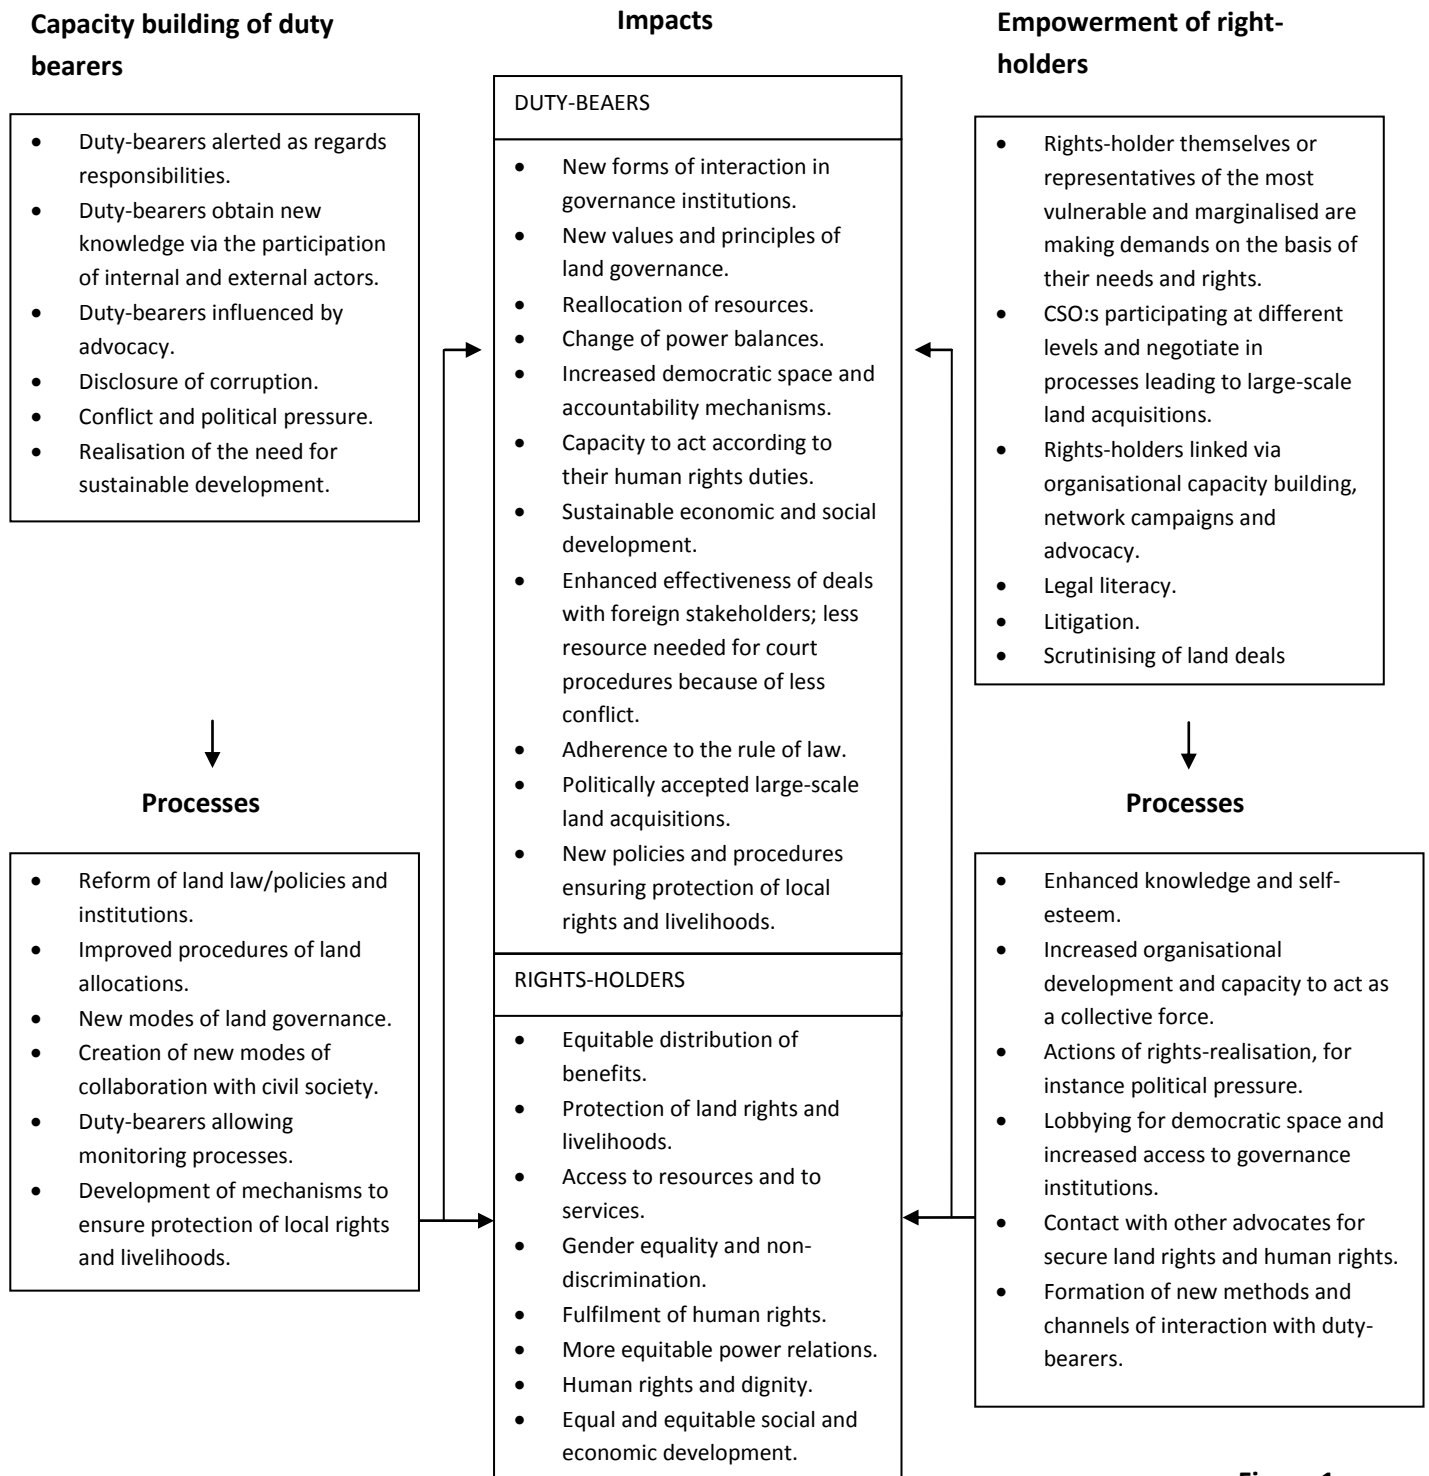 Capacity building of duty
bearers
• Duty-bearers alerted as regards
responsibilities.
• Duty-bearers obtain new
knowledge via the participation
of internal and external actors.
• Duty-bearers influenced by
advocacy.
• Disclosure of corruption.
• Conflict and political pressure.
• Realisation of the need for
sustainable development.
Processes
• Reform of land law/policies and
institutions.
• Improved procedures of land
allocations.
• New modes of land governance.
• Creation of new modes of
collaboration with civil society.
• Duty-bearers allowing
monitoring processes.
• Development of mechanisms to
ensure protection of local rights
and livelihoods.
Impacts
DUTY-BEAERS
• New forms of interaction in
governance institutions.
• New values and principles of
land governance.
• Reallocation of resources.
• Change of power balances.
• Increased democratic space and
accountability mechanisms.
• Capacity to act according to
their human rights duties.
• Sustainable economic and social
development.
• Enhanced effectiveness of deals
with foreign stakeholders; less
resource needed for court
procedures because of less
conflict.
• Adherence to the rule of law.
• Politically accepted large-scale
land acquisitions.
• New policies and procedures
ensuring protection of local
rights and livelihoods.
RIGHTS-HOLDERS
• Equitable distribution of
benefits.
• Protection of land rights and
livelihoods.
• Access to resources and to
services.
• Gender equality and non-
discrimination.
• Fulfilment of human rights.
• More equitable power relations.
• Human rights and dignity.
• Equal and equitable social and
economic development.
Empowerment of right-
holders
• Rights-holder themselves or
representatives of the most
vulnerable and marginalised are
making demands on the basis of
their needs and rights.
• CSO:s participating at different
levels and negotiate in
processes leading to large-scale
land acquisitions.
• Rights-holders linked via
organisational capacity building,
network campaigns and
advocacy.
• Legal literacy.
• Litigation.
• Scrutinising of land deals
Processes
• Enhanced knowledge and self-
esteem.
• Increased organisational
development and capacity to act as
a collective force.
• Actions of rights-realisation, for
instance political pressure.
• Lobbying for democratic space and
increased access to governance
institutions.
• Contact with other advocates for
secure land rights and human rights.
• Formation of new methods and
channels of interaction with duty-
bearers.